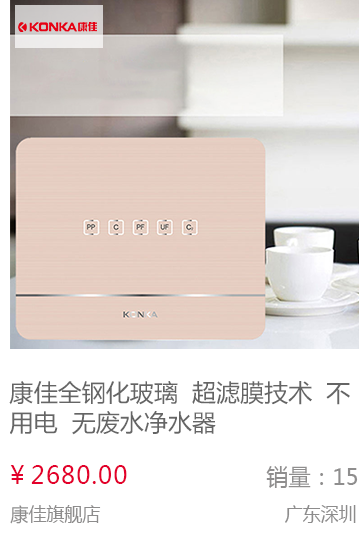 KONKA康佳
PP C PF UF C₁
KONKA
康佳全钢化玻璃 超滤膜技术 不
用电 无废水净水器
¥ 2680.00
销量：15
康佳旗舰店
广东深圳